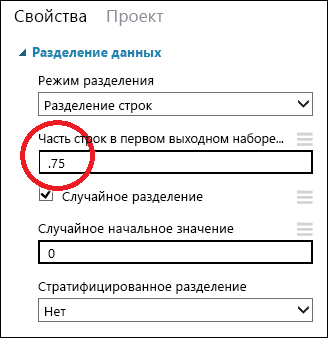 Свойства Проект
Разделение данных
Режим разделения
Разделение строк
Часть строк в первом выходном наборе...
.75
Случайное разделение
Случайное начальное значение
0
Стратифицированное разделение
Нет